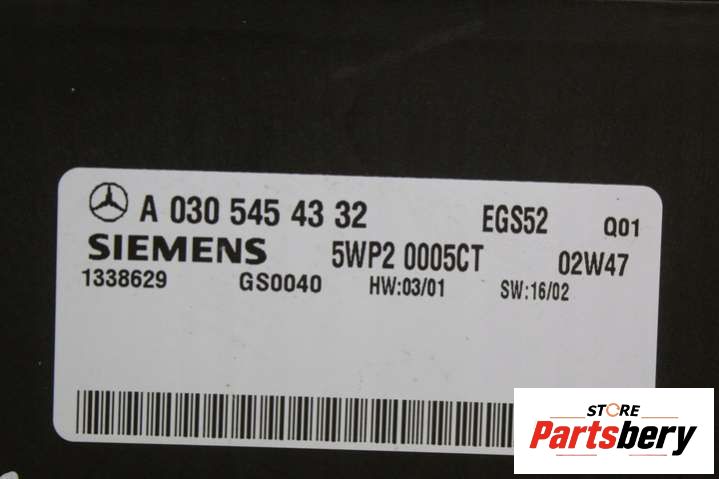 A 030 545 43 32 EGS52 Q01
SIEMENS 5WP2 0005CT 02W47
1338629 GS0040 HW:03/01 SW:16/02
STORE
Partsbery